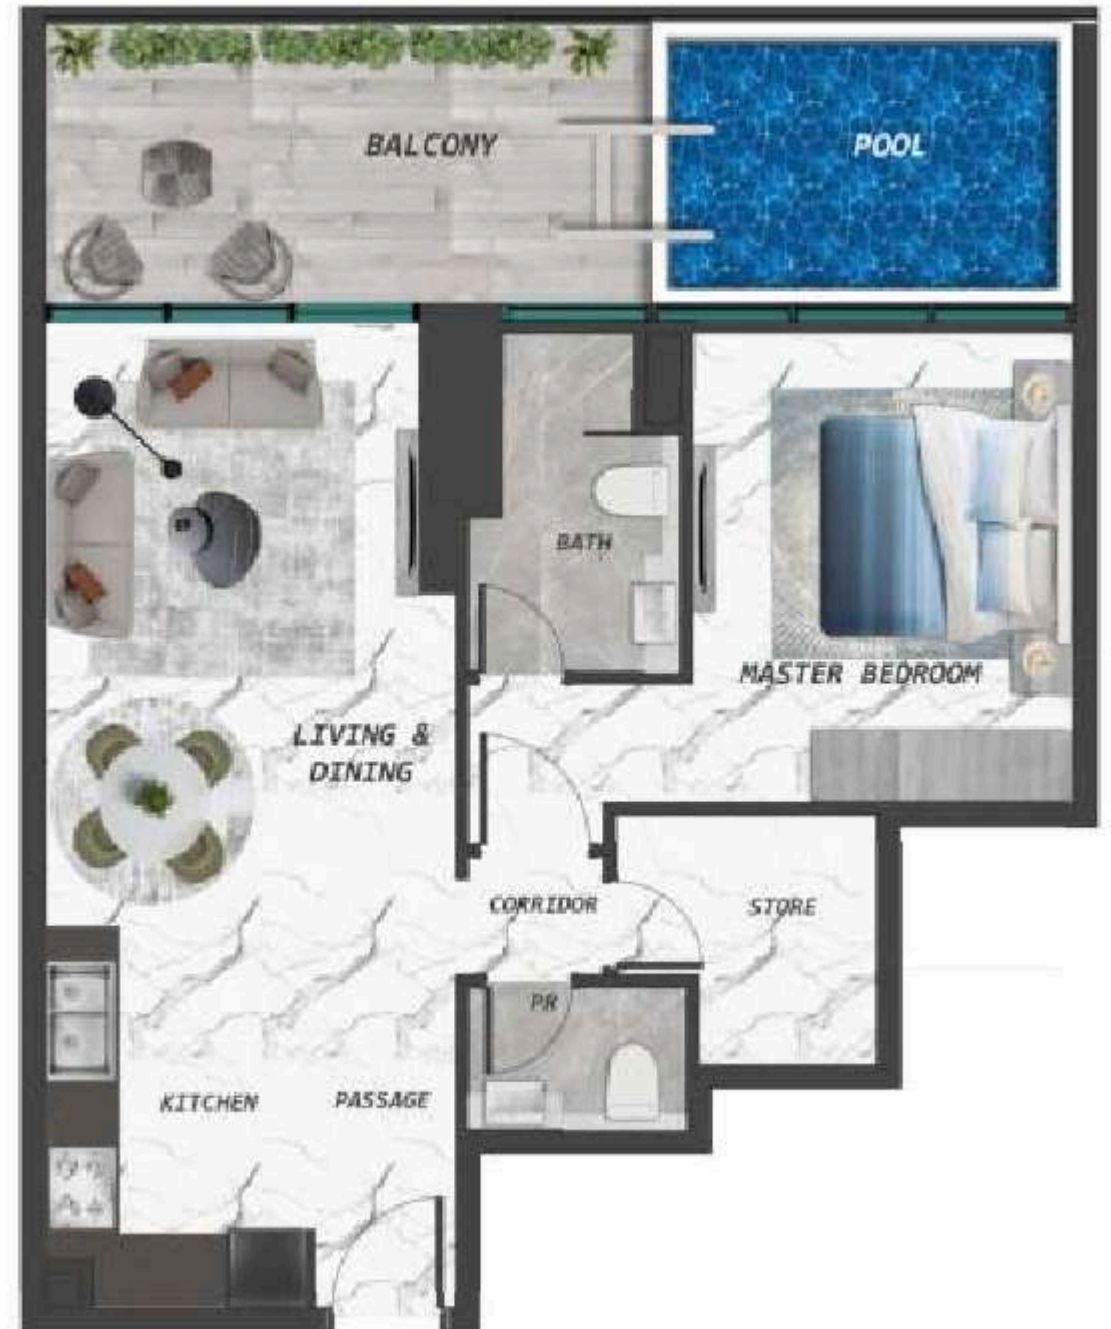 BALCONY
POOL
BATH
MASTER BEDROOM
LIVING &
DINING
CORRIDOR
STORE
PR
KITCHEN
PASSAGE